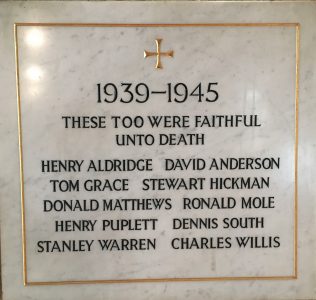 1939–1945
THESE TOO WERE FAITHFUL
UNTO DEATH
HENRY ALDRIDGE DAVID ANDERSON
TOM GRACE STEWART HICKMAN
DONALD MATTHEWS RONALD MOLE
HENRY PUPLETT DENNIS SOUTH
STANLEY WARREN CHARLES WILLIS